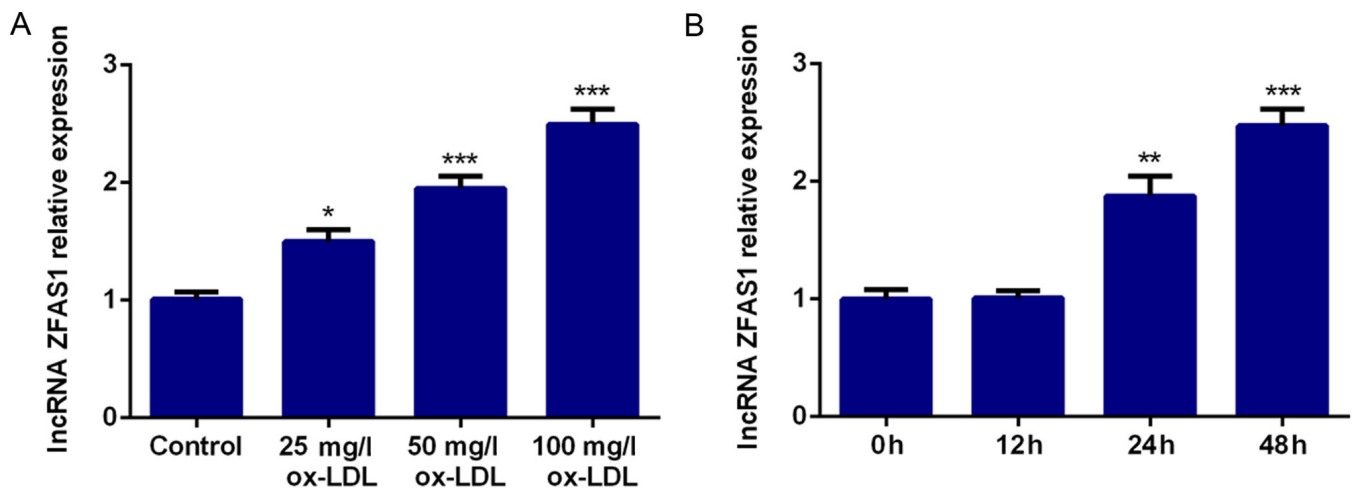 A
lncRNA ZFAS1 relative expression
3
2
1
0
*
***
***
Control
25 mg/l
ox-LDL
50 mg/l
ox-LDL
100 mg/l
ox-LDL
B
lncRNA ZFAS1 relative expression
3
2
1
0
**
***
0h
12h
24h
48h